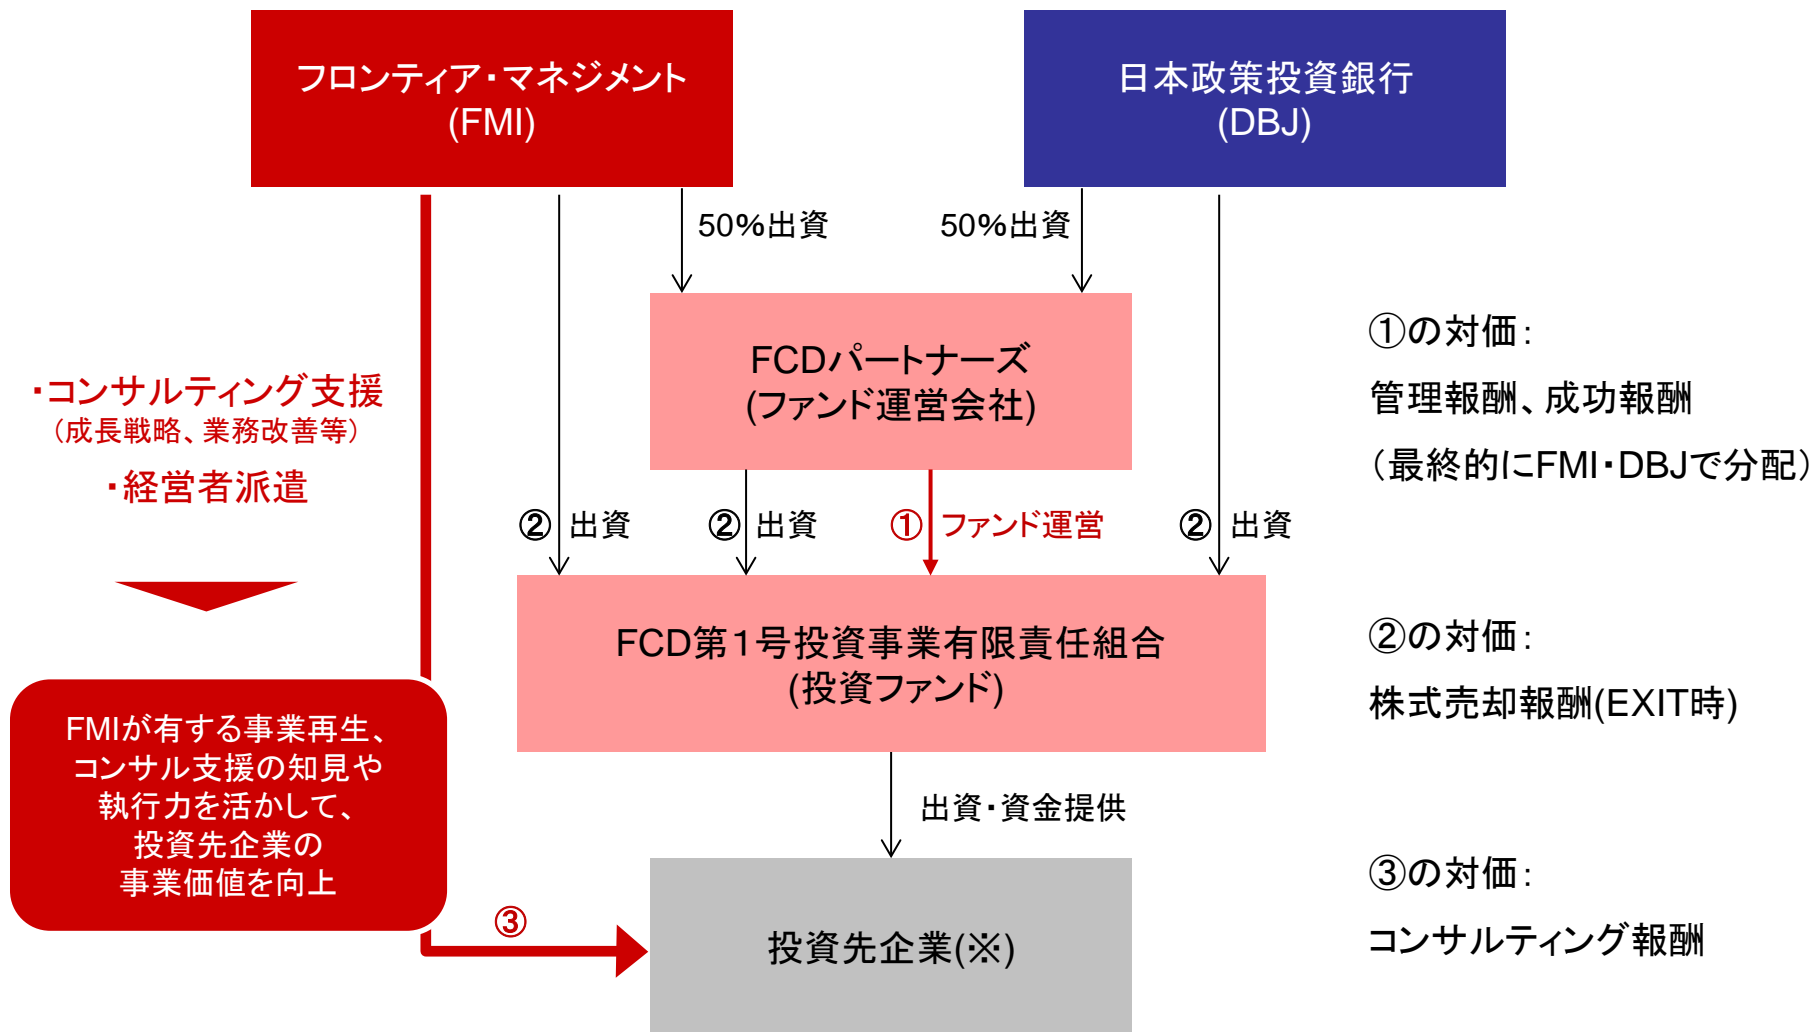 フロンティア・マネジメント
(FMI)
日本政策投資銀行
(DBJ)
50%出資
50%出資
FCDパートナーズ
(ファンド運営会社)
①の対価：
管理報酬、成功報酬
（最終的にFMI・DBJで分配）
・コンサルティング支援
（成長戦略、業務改善等）
・経営者派遣
② 出資
② 出資
① ファンド運営
② 出資
FCD第１号投資事業有限責任組合
(投資ファンド)
②の対価：
株式売却報酬(EXIT時)
FMIが有する事業再生、
コンサル支援の知見や
執行力を活かして、
投資先企業の
事業価値を向上
出資・資金提供
③
投資先企業(※)
③の対価：
コンサルティング報酬